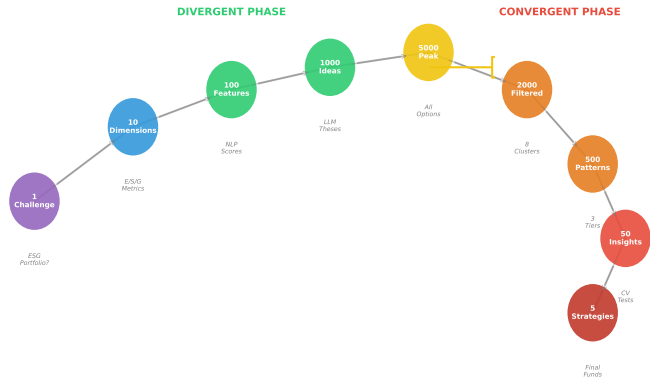 DIVERGENT PHASE
CONVERGENT PHASE
1
Challenge
ESG
Portfolio?
10
Dimensions
E/S/G
Metrics
100
Features
NLP
Scores
1000
Ideas
LLM
Theses
5000
Peak
All
Options
2000
Filtered
8
Clusters
500
Patterns
3
Tiers
50
Insights
CV
Tests
5
Strategies
Final
Funds